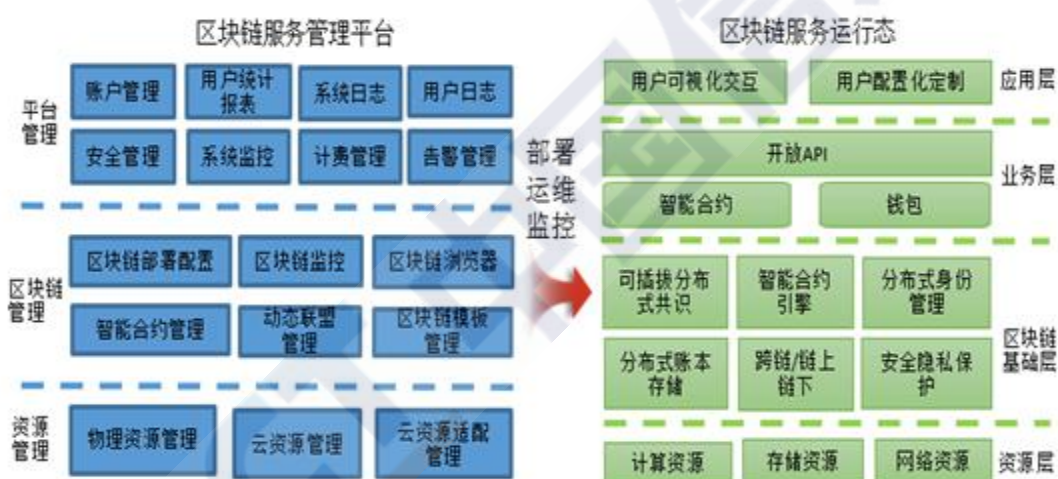 区块链服务管理平台
平台
管理
账户管理
用户统计
报表
系统日志
用户日志
安全管理
系统监控
计费管理
告警管理
区块链
管理
区块链部署配置
区块链监控
区块链浏览器
智能合约管理
动态联盟
管理
区块链模板
管理
资源
管理
物理资源管理
云资源管理
云资源适配
管理
部署
运维
监控
区块链服务运行态
用户可视化交互
用户配置化定制
应用层
开放API
智能合约
钱包
业务层
可插拔分布
式共识
智能合约
引擎
分布式身份
管理
分布式账本
存储
跨链/链上
链下
安全隐私保
护
区块链
基础层
计算资源
存储资源
网络资源
资源层